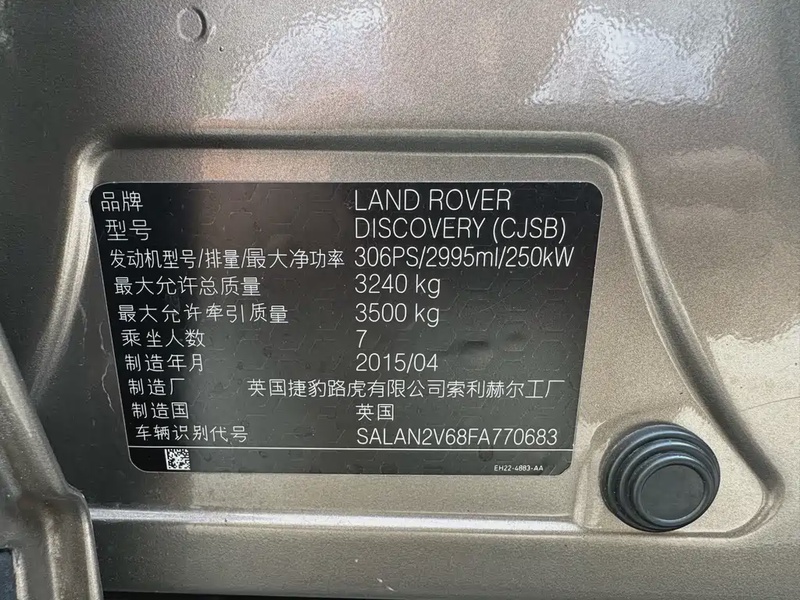 品牌 LAND ROVER
型号 DISCOVERY (CJSB)
发动机型号/排量/最大净功率 306PS/2995ml/250kW
最大允许总质量 3240 kg
最大允许牵引质量 3500 kg
乘坐人数 7
制造年月 2015/04
制造厂 英国捷豹路虎有限公司索利赫尔工厂
制造国 英国
车辆识别代号 SALAN2V68FA770683
EH22-4883-AA